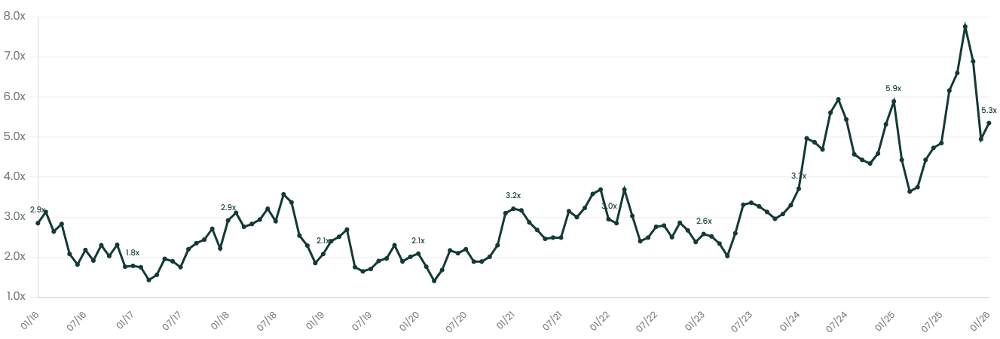 8.0x
7.0x
6.0x
5.0x
4.0x
3.0x
2.0x
1.0x
2.9x
1.8x
2.9x
2.1x
2.1x
3.2x
3.0x
2.6x
3.7x
5.9x
5.3x
01/16
07/16
01/17
07/17
01/18
07/18
01/19
07/19
01/20
07/20
01/21
07/21
01/22
07/22
01/23
07/23
01/24
07/24
01/25
07/25
01/26